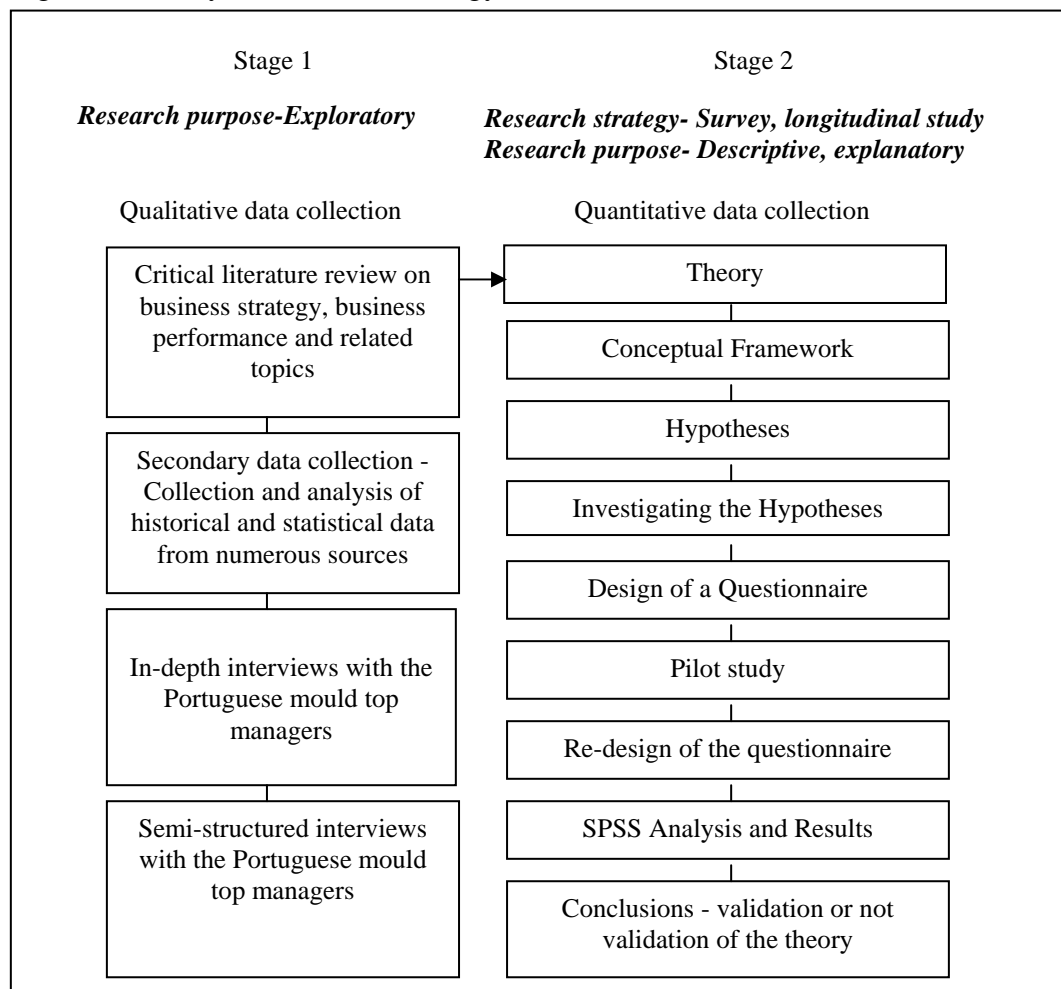 Stage 1
Research purpose-Exploratory
Qualitative data collection
Critical literature review on
business strategy, business
performance and related
topics
Secondary data collection -
Collection and analysis of
historical and statistical data
from numerous sources
In-depth interviews with the
Portuguese mould top
managers
Semi-structured interviews
with the Portuguese mould
top managers
Stage 2
Research strategy- Survey, longitudinal study
Research purpose- Descriptive, explanatory
Quantitative data collection
Theory
Conceptual Framework
Hypotheses
Investigating the Hypotheses
Design of a Questionnaire
Pilot study
Re-design of the questionnaire
SPSS Analysis and Results
Conclusions - validation or not
validation of the theory